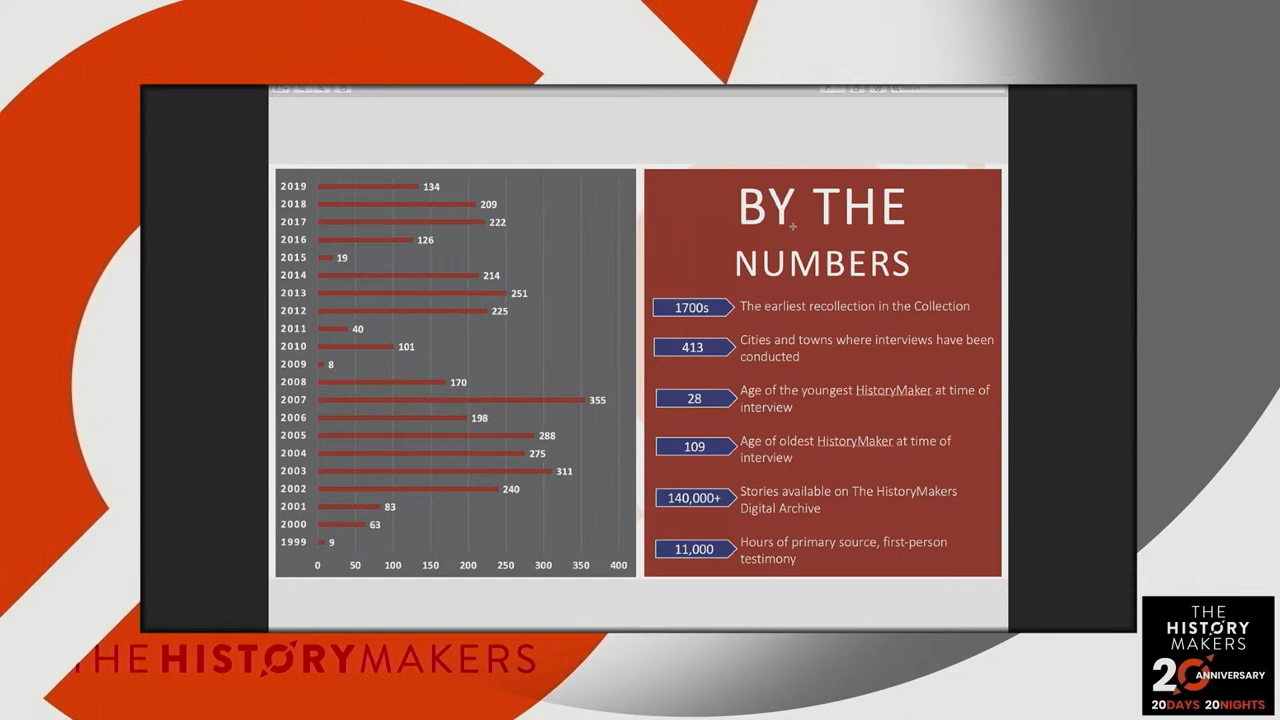 2019 134
2018 209
2017 222
2016 126
2015 19
2014 214
2013 251
2012 225
2011 40
2010 101
2009 8
2008 170
2007 355
2006 198
2005 288
2004 275
2003 311
2002 240
2001 83
2000 63
1999 9
0 50 100 150 200 250 300 350 400
BY THE
NUMBERS
1700s The earliest recollection in the Collection
413 Cities and towns where interviews have been
conducted
28 Age of the youngest HistoryMaker at time of
interview
109 Age of oldest HistoryMaker at time of
interview
140,000+ Stories available on The HistoryMakers
Digital Archive
11,000 Hours of primary source, first-person
testimony
THE HISTORYMAKERS
THE
HISTORY
MAKERS
20 ANNIVERSARY
20DAYS 20NIGHTS